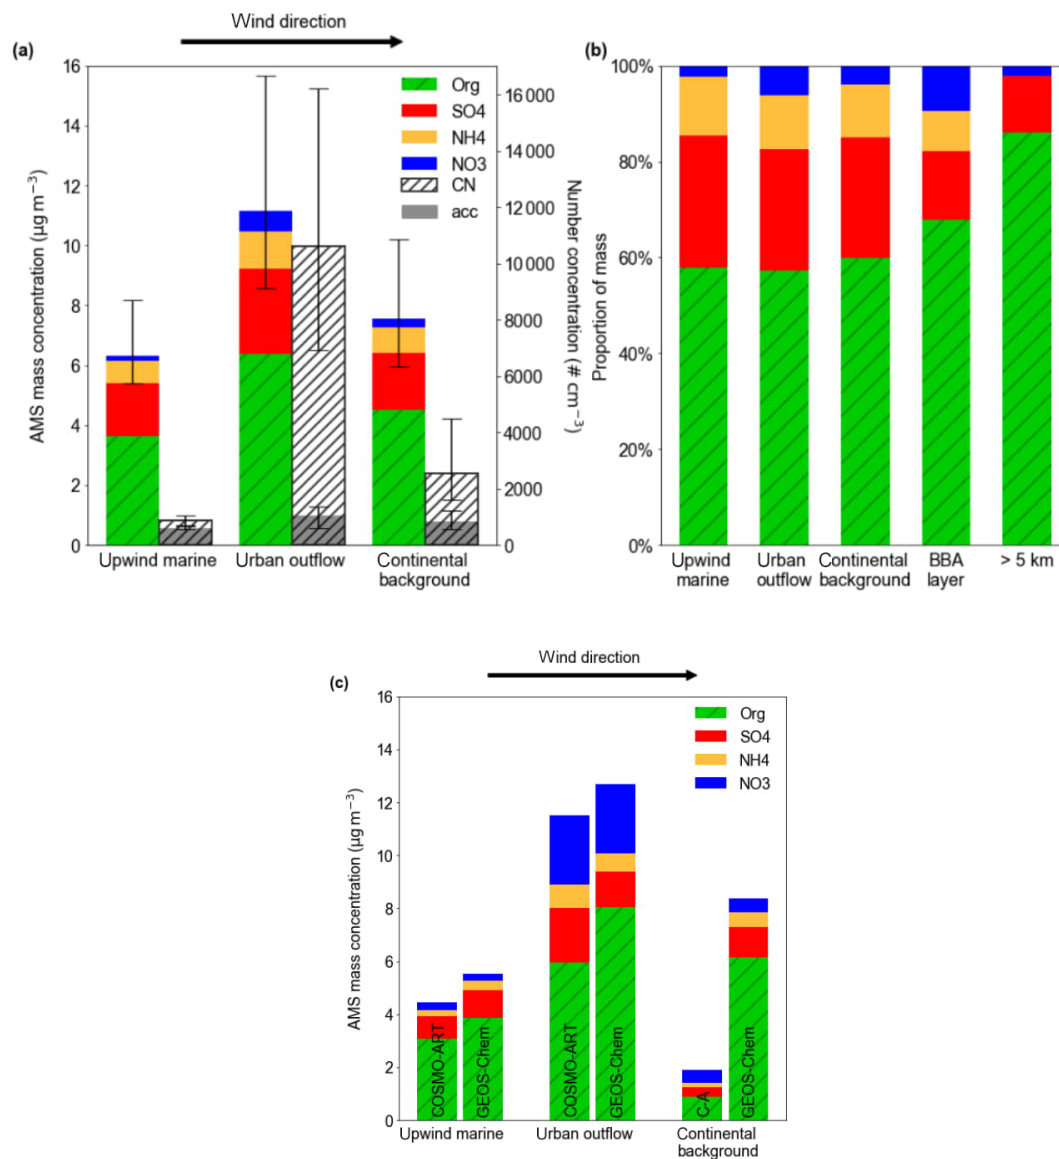 Wind direction
(a)
(b)
16
14
12
10
8
6
4
2
0
AMS mass concentration (μg m−3)
Org
SO4
NH4
NO3
CN
acc
16 000
14 000
12 000
10 000
8000
6000
4000
2000
0
Number concentration (# cm−3)
Upwind marine
Urban outflow
Continental
background
100%
80%
60%
40%
20%
0%
Proportion of mass
Upwind
marine
Urban
outflow
Continental
background
BBA
layer
> 5 km
Wind direction
(c)
16
14
12
10
8
6
4
2
0
AMS mass concentration (μg m−3)
Org
SO4
NH4
NO3
COSMO-ART
GEOS-Chem
COSMO-ART
GEOS-Chem
C-A
GEOS-Chem
Upwind marine
Urban outflow
Continental
background